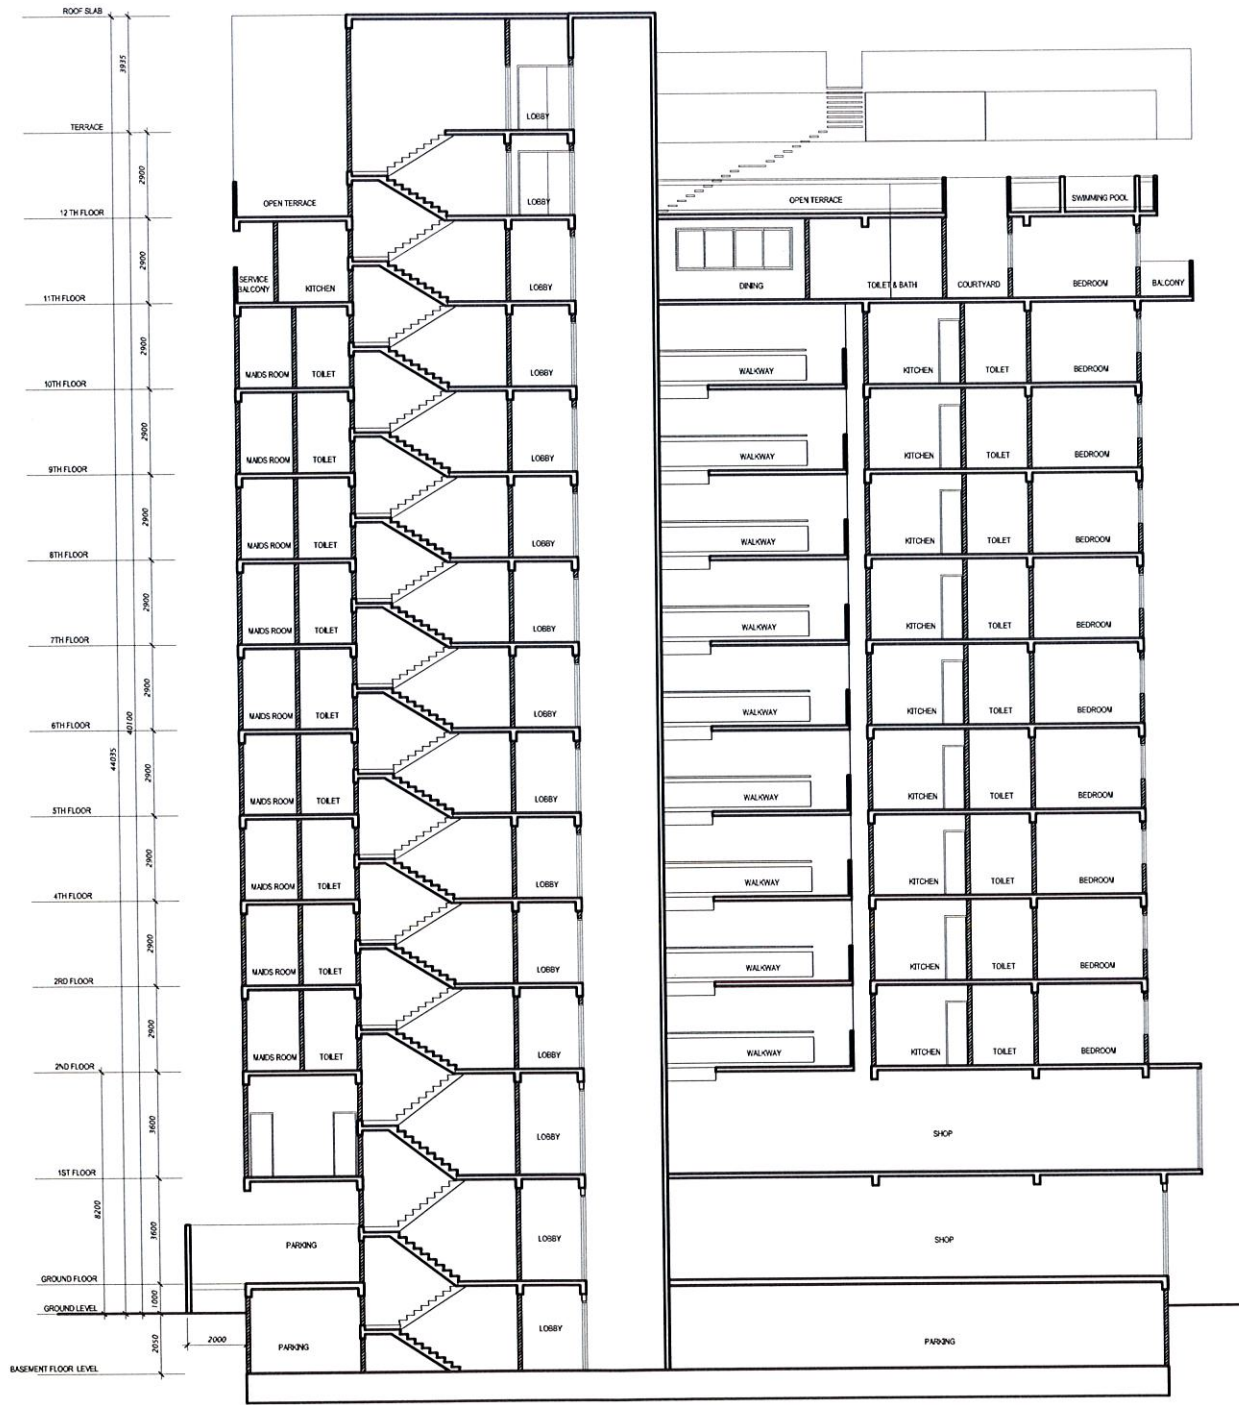 ROOF SLAB
3935
LOBBY
TERRACE
2900
LOBBY
OPEN TERRACE
OPEN TERRACE
SWIMMING POOL
12 TH FLOOR
2900
SERVICE
BALCONY
KITCHEN
LOBBY
DINING
TOILET & BATH
COURTYARD
BEDROOM
BALCONY
11TH FLOOR
2900
MAIDS ROOM
TOILET
LOBBY
WALKWAY
KITCHEN
TOILET
BEDROOM
10TH FLOOR
2900
MAIDS ROOM
TOILET
LOBBY
WALKWAY
KITCHEN
TOILET
BEDROOM
9TH FLOOR
2900
MAIDS ROOM
TOILET
LOBBY
WALKWAY
KITCHEN
TOILET
BEDROOM
8TH FLOOR
2900
MAIDS ROOM
TOILET
LOBBY
WALKWAY
KITCHEN
TOILET
BEDROOM
7TH FLOOR
2900
MAIDS ROOM
TOILET
LOBBY
WALKWAY
KITCHEN
TOILET
BEDROOM
6TH FLOOR
40100
44035
2900
MAIDS ROOM
TOILET
LOBBY
WALKWAY
KITCHEN
TOILET
BEDROOM
5TH FLOOR
2900
MAIDS ROOM
TOILET
LOBBY
WALKWAY
KITCHEN
TOILET
BEDROOM
4TH FLOOR
2900
MAIDS ROOM
TOILET
LOBBY
WALKWAY
KITCHEN
TOILET
BEDROOM
2RD FLOOR
2900
MAIDS ROOM
TOILET
LOBBY
WALKWAY
KITCHEN
TOILET
BEDROOM
2ND FLOOR
3600
LOBBY
SHOP
1ST FLOOR
8200
3600
PARKING
LOBBY
SHOP
GROUND FLOOR
1000
GROUND LEVEL
2000
2050
PARKING
LOBBY
PARKING
BASEMENT FLOOR LEVEL